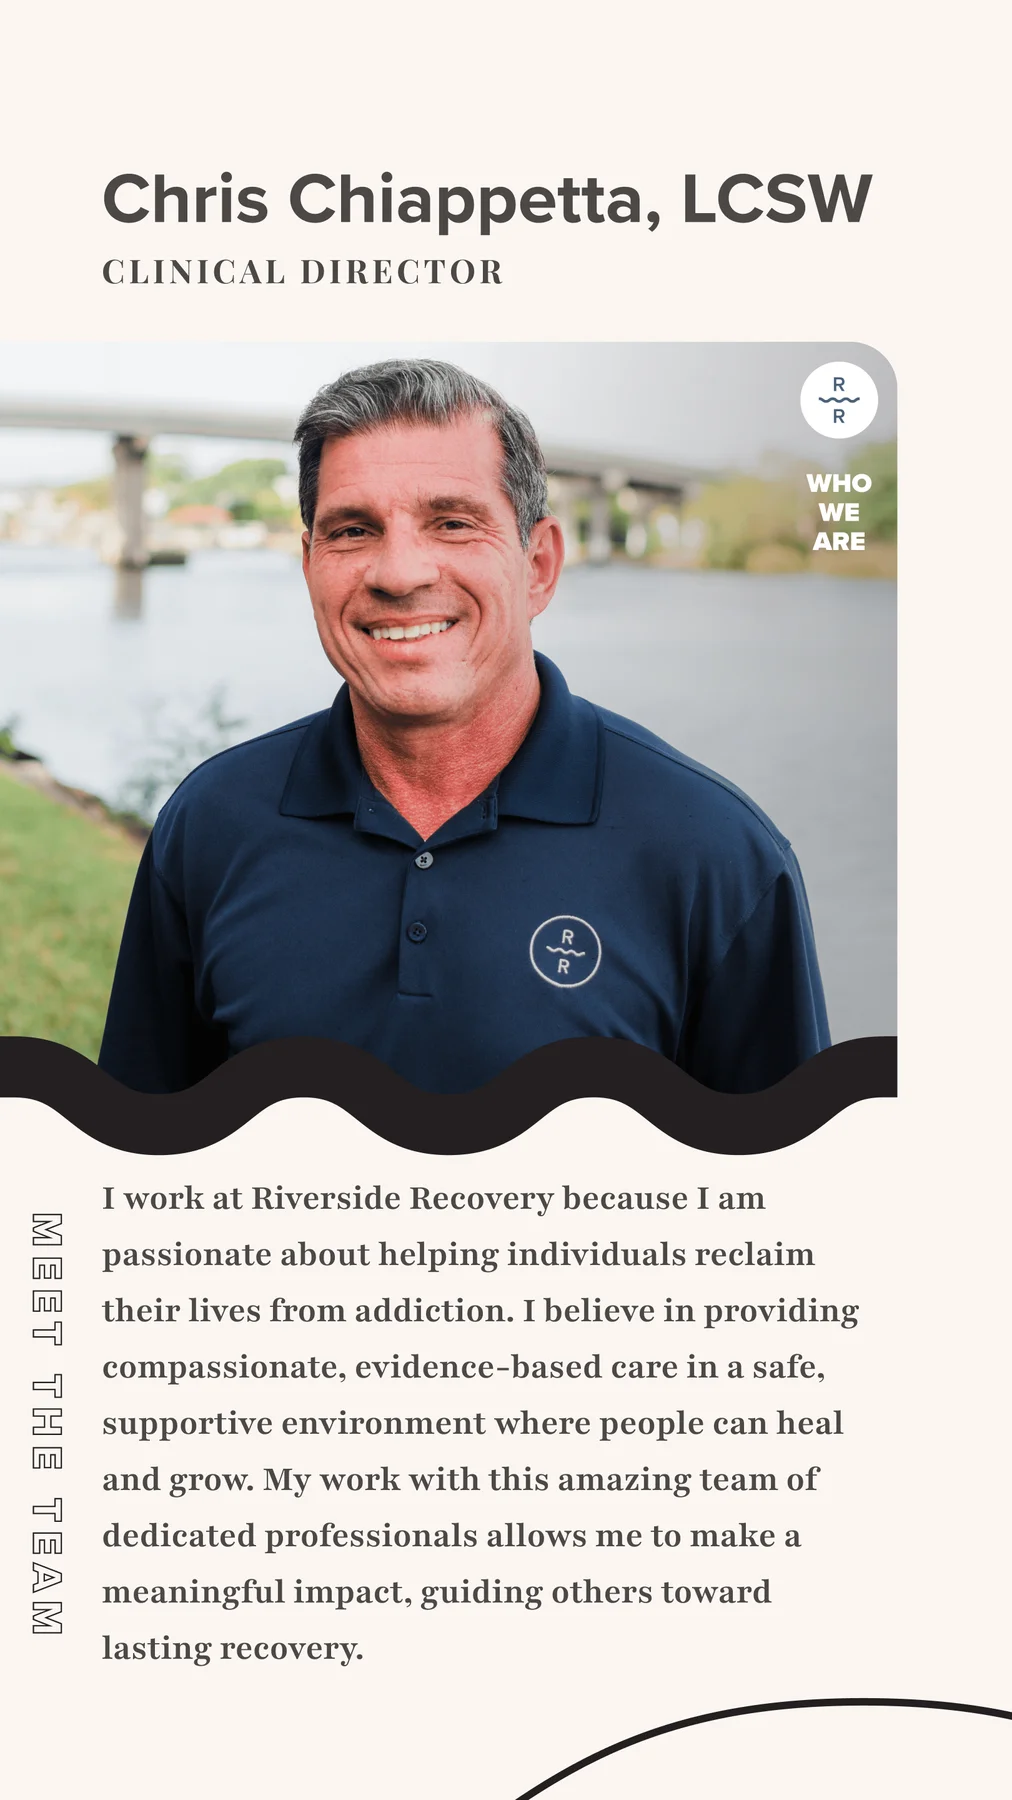 Chris Chiappetta, LCSW
CLINICAL DIRECTOR
R
R
WHO
WE
ARE
R
R
MEET THE TEAM
I work at Riverside Recovery because I am
passionate about helping individuals reclaim
their lives from addiction. I believe in providing
compassionate, evidence-based care in a safe,
supportive environment where people can heal
and grow. My work with this amazing team of
dedicated professionals allows me to make a
meaningful impact, guiding others toward
lasting recovery.